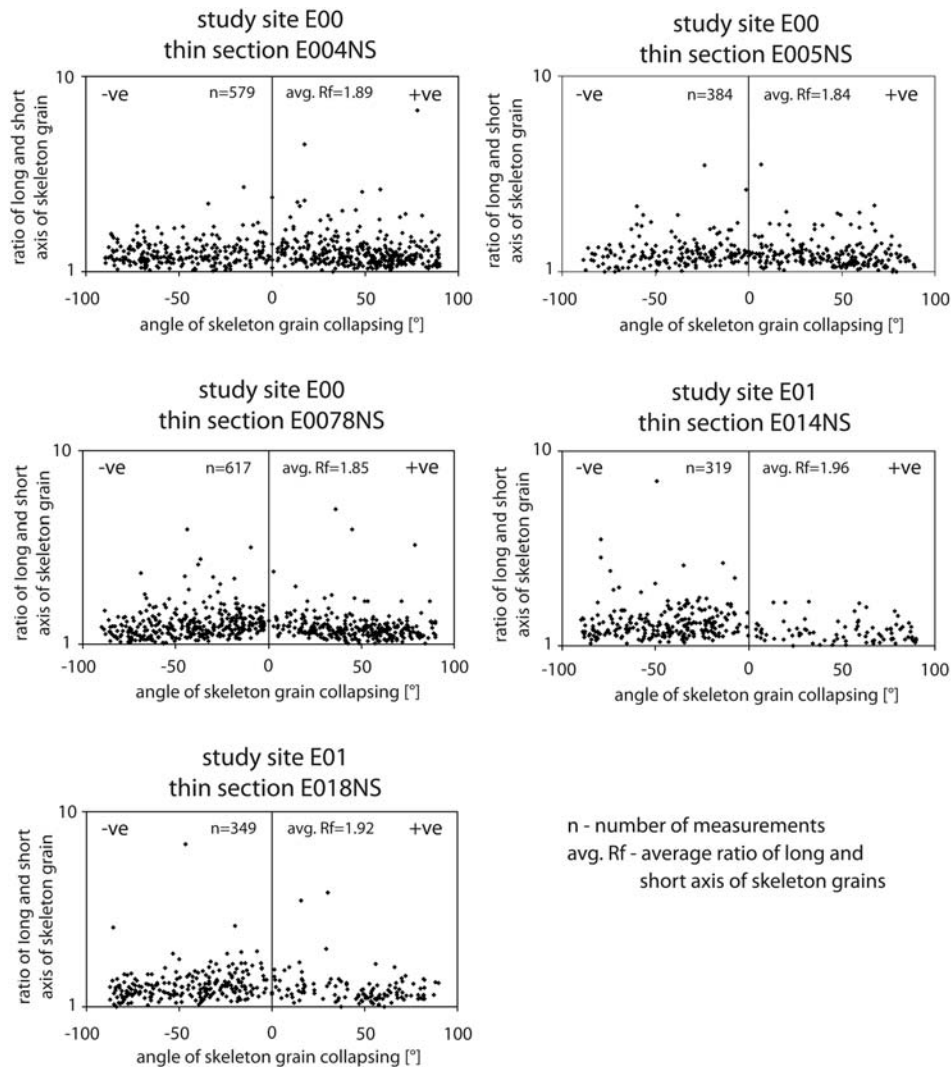 study site E00
thin section E004NS
ratio of long and short
axis of skeleton grain
10
1
-ve
n=579
avg. Rf=1.89
+ve
-100
-50
0
50
100
angle of skeleton grain collapsing [°]
study site E00
thin section E005NS
ratio of long and short
axis of skeleton grain
10
1
-ve
n=384
avg. Rf=1.84
+ve
-100
-50
0
50
100
angle of skeleton grain collapsing [°]
study site E00
thin section E0078NS
ratio of long and short
axis of skeleton grain
10
1
-ve
n=617
avg. Rf=1.85
+ve
-100
-50
0
50
100
angle of skeleton grain collapsing [°]
study site E01
thin section E014NS
ratio of long and short
axis of skeleton grain
10
1
-ve
n=319
avg. Rf=1.96
+ve
-100
-50
0
50
100
angle of skeleton grain collapsing [°]
study site E01
thin section E018NS
ratio of long and short
axis of skeleton grain
10
1
-ve
n=349
avg. Rf=1.92
+ve
-100
-50
0
50
100
angle of skeleton grain collapsing [°]
n - number of measurements
avg. Rf - average ratio of long and
short axis of skeleton grains